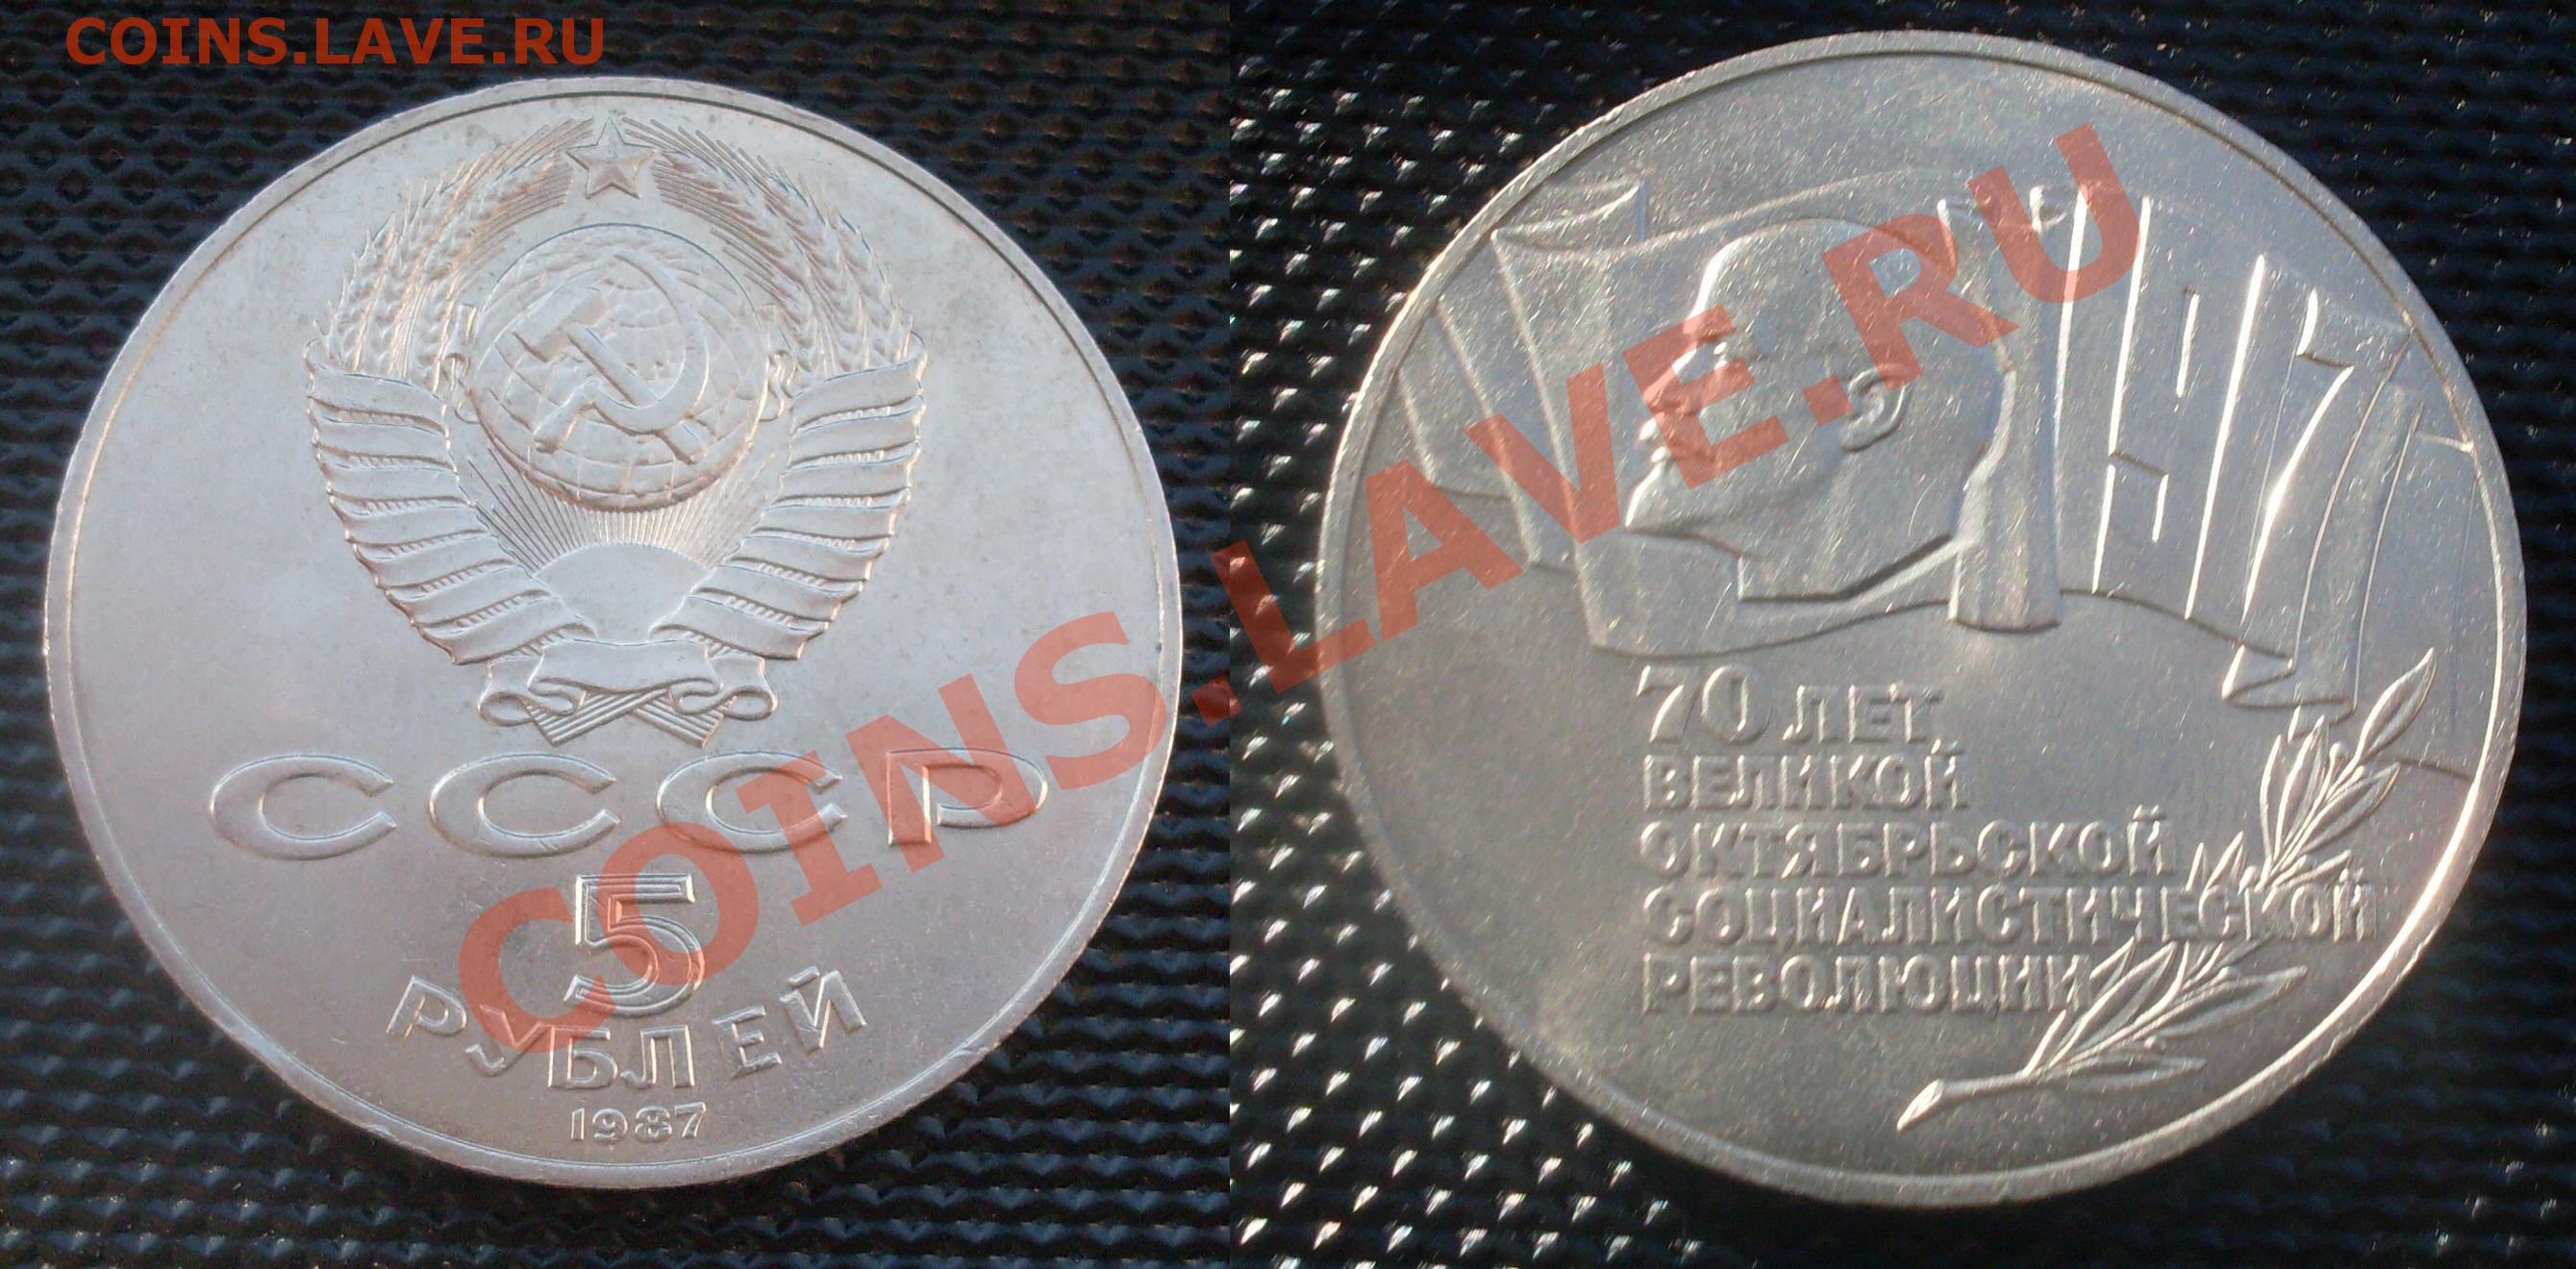 COINS.LAVE.RU
СССР
5
РУБЛЕЙ
1987
1917
70 ЛЕТ
ВЕЛИКОЙ
ОКТЯБРЬСКОЙ
СОЦИАЛИСТИЧЕСКОЙ
РЕВОЛЮЦИИ
COINS.LAVE.RU